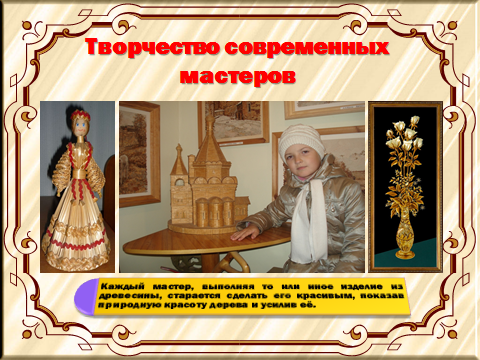 Творчество современных
мастеров
Каждый мастер, выполняя то или иное изделие из
древесины, старается сделать его красивым, показав
природную красоту дерева и усилив её.